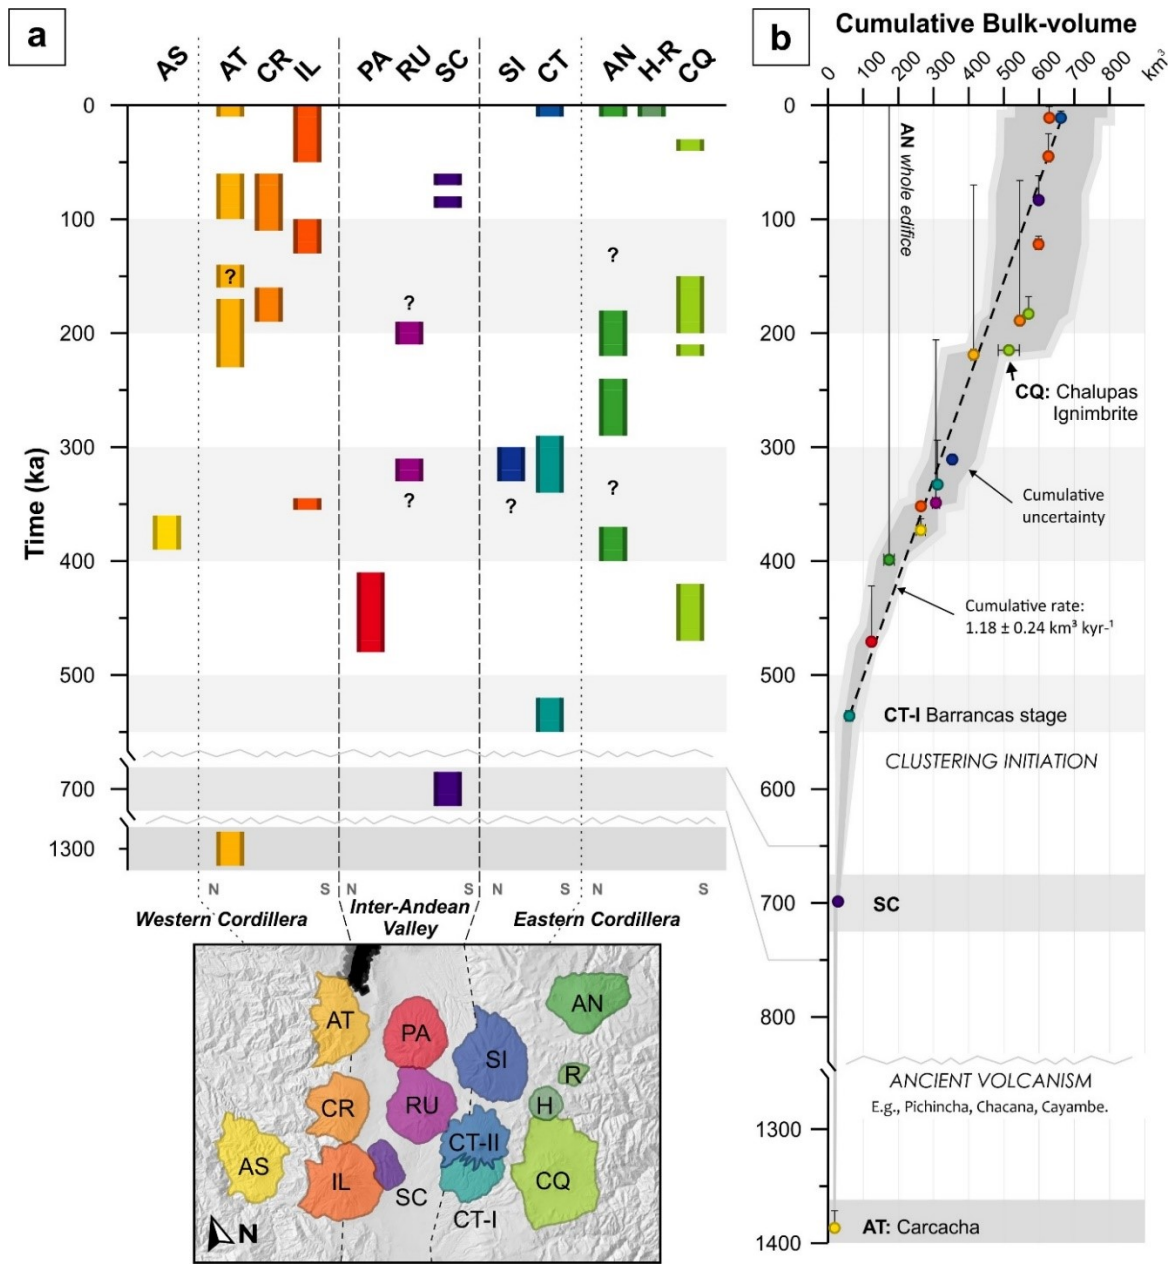 a
AS AT CR IL PA RU SC SI CT AN H-R CQ
Time (ka)
0
100
200
300
400
500
700
1300
?
?
?
?
?
?
?
N S N S N S N S
Western Cordillera
Inter-Andean
Valley
Eastern Cordillera
AT
PA
SI
AN
R
CR
RU
H
CT-II
AS
IL
SC
CT-I
CQ
N
b
Cumulative Bulk-volume
0 100 200 300 400 500 600 700 800 km³
0
100
200
300
400
500
600
700
800
1300
1400
AN whole edifice
CQ: Chalupas
Ignimbrite
Cumulative
uncertainty
Cumulative rate:
1.18 ± 0.24 km³ kyr-¹
CT-I Barrancas stage
CLUSTERING INITIATION
SC
ANCIENT VOLCANISM
E.g., Pichincha, Chacana, Cayambe.
AT: Carcacha